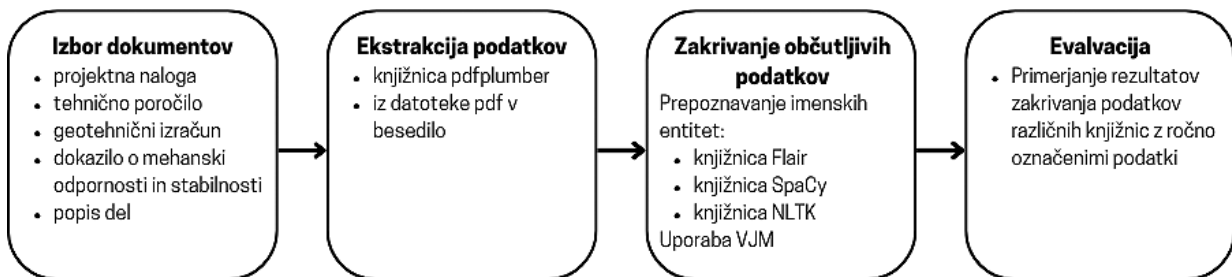 Izbor dokumentov
• projektna naloga
• tehnično poročilo
• geotehnični izračun
• dokazilo o mehanski
odpornosti in stabilnosti
• popis del
Ekstrakcija podatkov
• knjižnica pdfplumber
• iz datoteke pdf v
besedilo
Zakrivanje občutljivih
podatkov
Prepoznavanje imenskih
entitet:
• knjižnica Flair
• knjižnica SpaCy
• knjižnica NLTK
Uporaba VJM
Evalvacija
• Primerjanje rezultatov
zakrivanja podatkov
različnih knjižnic z ročno
označenimi podatki